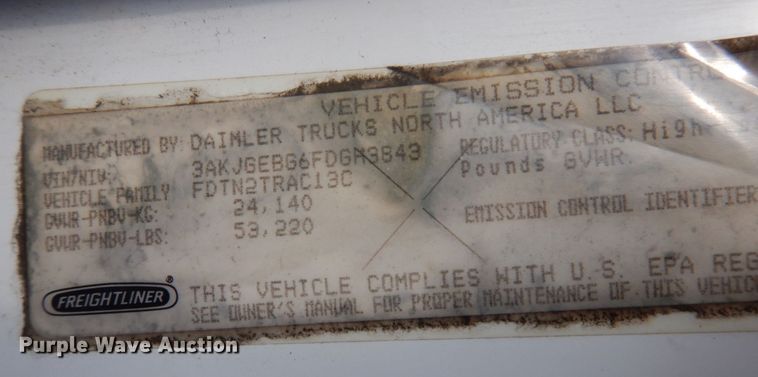 VEHICLE EMISSION CONTRO
MANUFACTURED BY: DAIMLER TRUCKS NORTH AMERICA LLC
VIN/NIV: 3AKJGEBG6FDGM3843
REGULATORY CLASS: High
VEHICLE FAMILY FDTN2TRAC13C
Pounds GVWR.
GVWR-PNBV-KG: 24,140
GVWR-PNBV-LBS: 53,220
EMISSION CONTROL IDENTIFIER
FREIGHTLINER ®
THIS VEHICLE COMPLIES WITH U.S. EPA REG
SEE OWNER'S MANUAL FOR PROPER MAINTENANCE OF THIS VEHIC
Purple Wave Auction